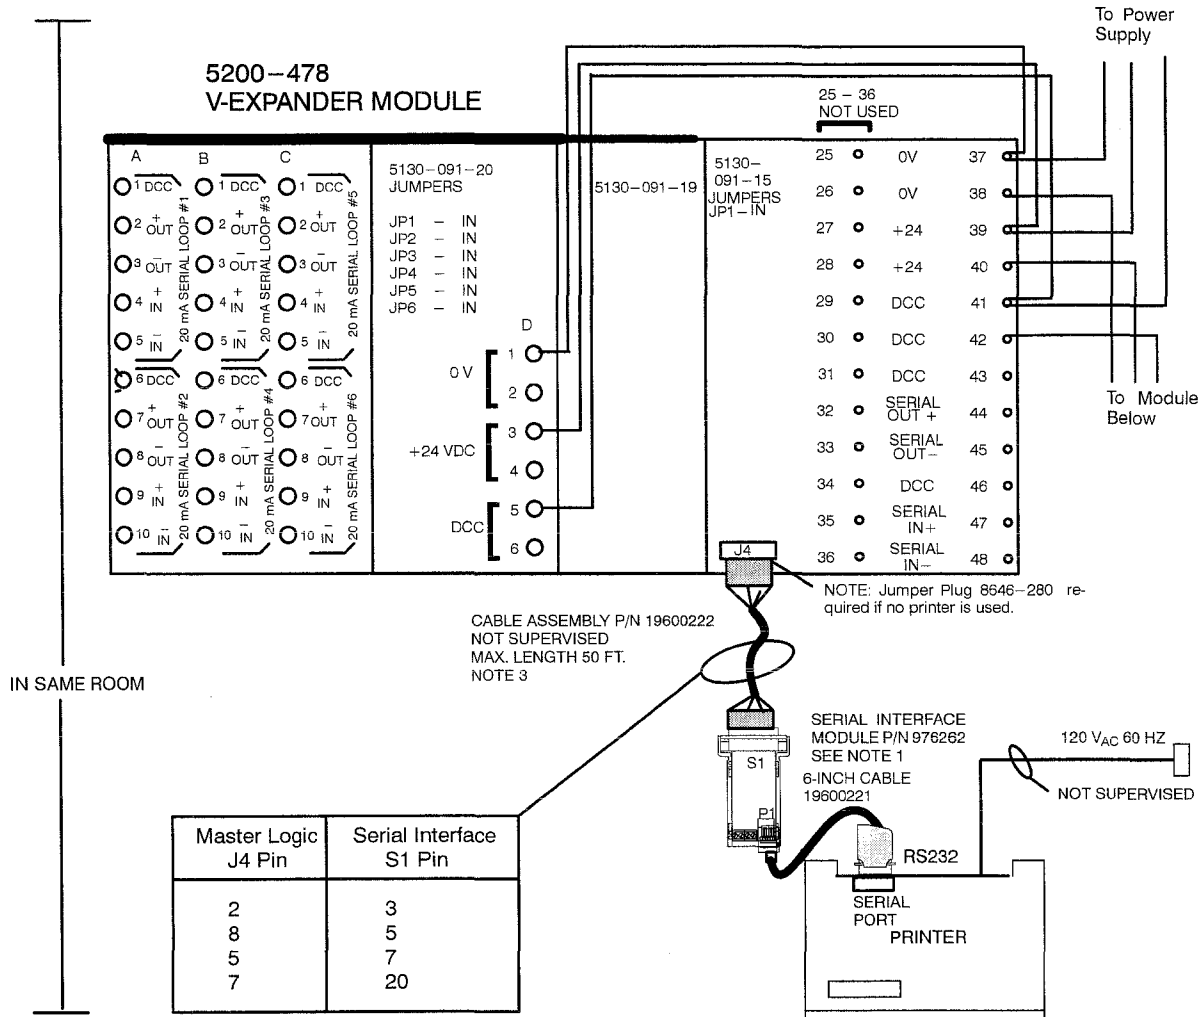 To Power
Supply
5200-478
V-EXPANDER MODULE
25 - 36
NOT USED
A B C
1 DCC
+
2 OUT
-
3 OUT
+
4 IN
-
5 IN
20 mA SERIAL LOOP #1
6 DCC
+
7 OUT
-
8 OUT
+
9 IN
-
10 IN
20 mA SERIAL LOOP #2
1 DCC
+
2 OUT
-
3 OUT
+
4 IN
-
5 IN
20 mA SERIAL LOOP #3
6 DCC
+
7 OUT
-
8 OUT
+
9 IN
-
10 IN
20 mA SERIAL LOOP #4
1 DCC
+
2 OUT
-
3 OUT
+
4 IN
-
5 IN
20 mA SERIAL LOOP #5
6 DCC
+
7 OUT
-
8 OUT
+
9 IN
-
10 IN
20 mA SERIAL LOOP #6
5130-091-20
JUMPERS
JP1 - IN
JP2 - IN
JP3 - IN
JP4 - IN
JP5 - IN
JP6 - IN
D
0 V
1
2
+24 VDC
3
4
DCC
5
6
5130-091-19
5130-
091-15
JUMPERS
JP1-IN
25 0V 37
26 0V 38
27 +24 39
28 +24 40
29 DCC 41
30 DCC 42
31 DCC 43
32 SERIAL OUT + 44
33 SERIAL OUT- 45
34 DCC 46
35 SERIAL IN+ 47
36 SERIAL IN- 48
To Module
Below
J4
NOTE: Jumper Plug 8646-280 re-
quired if no printer is used.
CABLE ASSEMBLY P/N 19600222
NOT SUPERVISED
MAX. LENGTH 50 FT.
NOTE 3
IN SAME ROOM
SERIAL INTERFACE
MODULE P/N 976262
SEE NOTE 1
6-INCH CABLE
19600221
S1
P1
120 VAC 60 HZ
NOT SUPERVISED
RS232
SERIAL
PORT
PRINTER
Master Logic J4 Pin Serial Interface S1 Pin
2 3
8 5
5 7
7 20